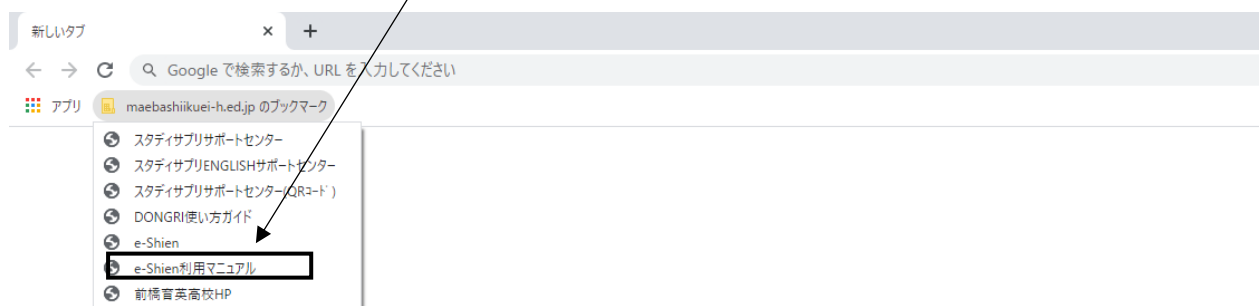 新しいタブ
Google で検索するか、URL を入力してください
アプリ maebashiikuei-h.ed.jp のブックマーク
スタディサプリサポートセンター
スタディサプリENGLISHサポートセンター
スタディサプリサポートセンター(QRコード)
DONGRI使い方ガイド
e-Shien
e-Shien利用マニュアル
前橋育英高校HP